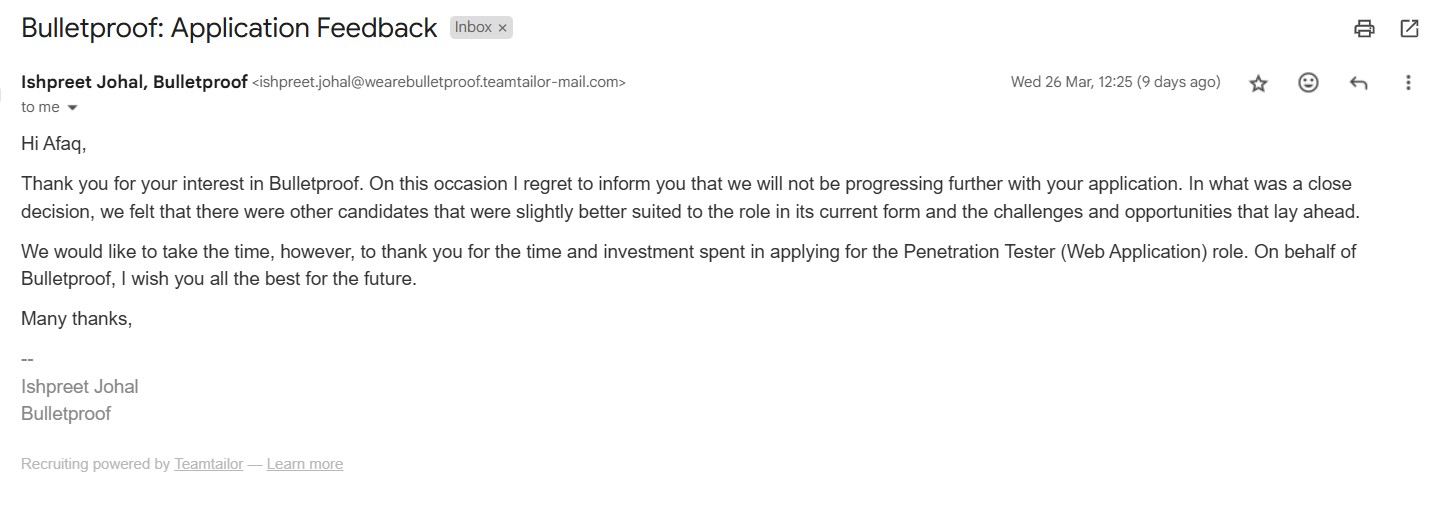 Bulletproof: Application Feedback Inbox ×
Ishpreet Johal, Bulletproof <ishpreet.johal@wearebulletproof.teamtailor-mail.com> Wed 26 Mar, 12:25 (9 days ago)
to me
Hi Afaq,
Thank you for your interest in Bulletproof. On this occasion I regret to inform you that we will not be progressing further with your application. In what was a close
decision, we felt that there were other candidates that were slightly better suited to the role in its current form and the challenges and opportunities that lay ahead.
We would like to take the time, however, to thank you for the time and investment spent in applying for the Penetration Tester (Web Application) role. On behalf of
Bulletproof, I wish you all the best for the future.
Many thanks,
--
Ishpreet Johal
Bulletproof
Recruiting powered by Teamtailor — Learn more